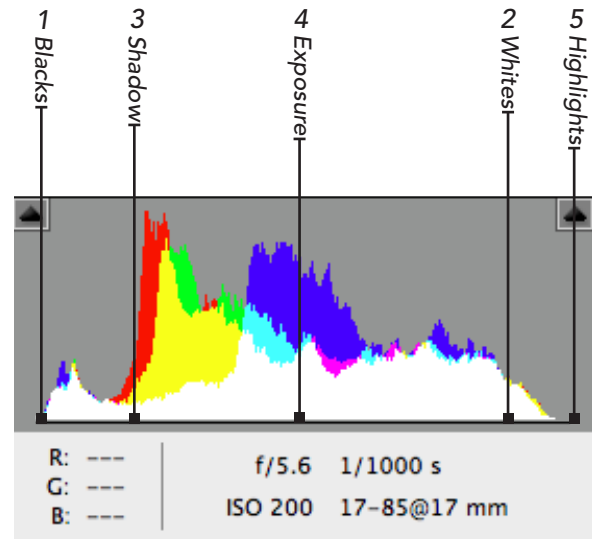 1 Blacks
3 Shadow
4 Exposure
2 Whites
5 Highlights
R: --- f/5.6 1/1000 s
G: --- ISO 200 17-85@17 mm
B: ---